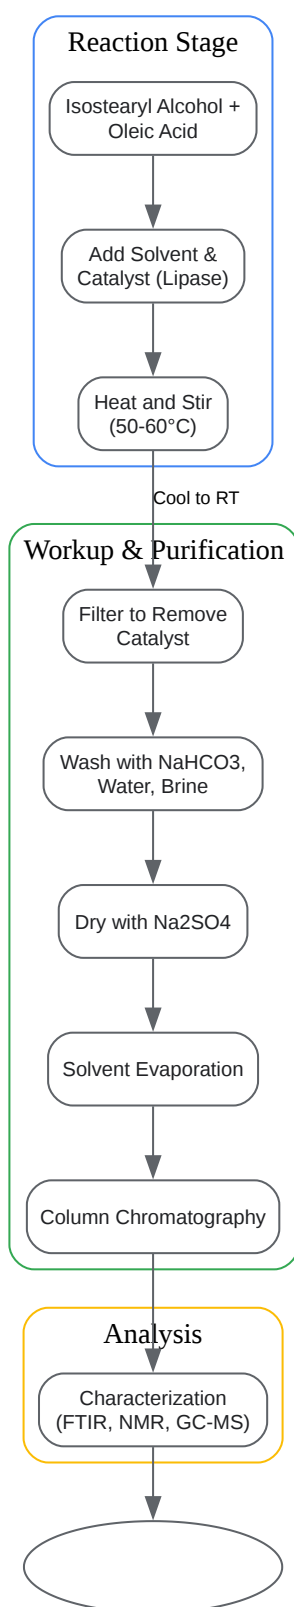 Reaction Stage
Isostearyl Alcohol +
Oleic Acid
Add Solvent &
Catalyst (Lipase)
Heat and Stir
(50-60°C)
Cool to RT
Workup & Purification
Filter to Remove
Catalyst
Wash with NaHCO3,
Water, Brine
Dry with Na2SO4
Solvent Evaporation
Column Chromatography
Analysis
Characterization
(FTIR, NMR, GC-MS)